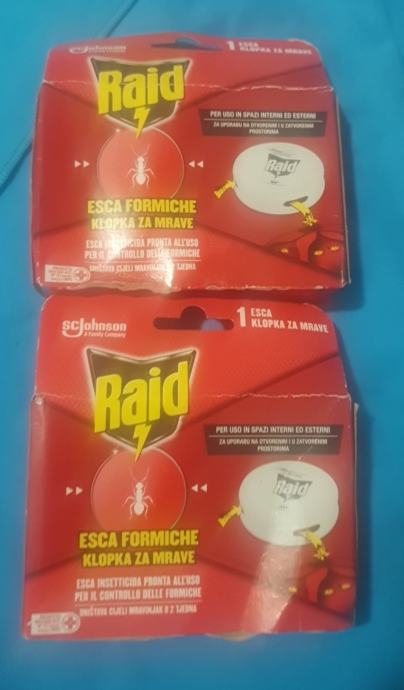 scjohnson
1 ESCA
KLOPKA ZA MRAVE
Raid
PER USO IN SPAZI INTERNI ED ESTERNI
ZA UPORABU NA OTVORENIM I U ZATVORENIM
PROSTORIMA
Raid
ESCA FORMICHE
KLOPKA ZA MRAVE
ESCA INSETTICIDA PRONTA ALL'USO
PER IL CONTROLLO DELLE FORMICHE
UNIŠTAVA CIJELI MRAVINJAK U 2 TJEDNA
scjohnson
A Family Company
1 ESCA
KLOPKA ZA MRAVE
Raid
PER USO IN SPAZI INTERNI ED ESTERNI
ZA UPORABU NA OTVORENIM I U ZATVORENIM
PROSTORIMA
Raid
ESCA FORMICHE
KLOPKA ZA MRAVE
ESCA INSETTICIDA PRONTA ALL'USO
PER IL CONTROLLO DELLE FORMICHE
UNIŠTAVA CIJELI MRAVINJAK U 2 TJEDNA